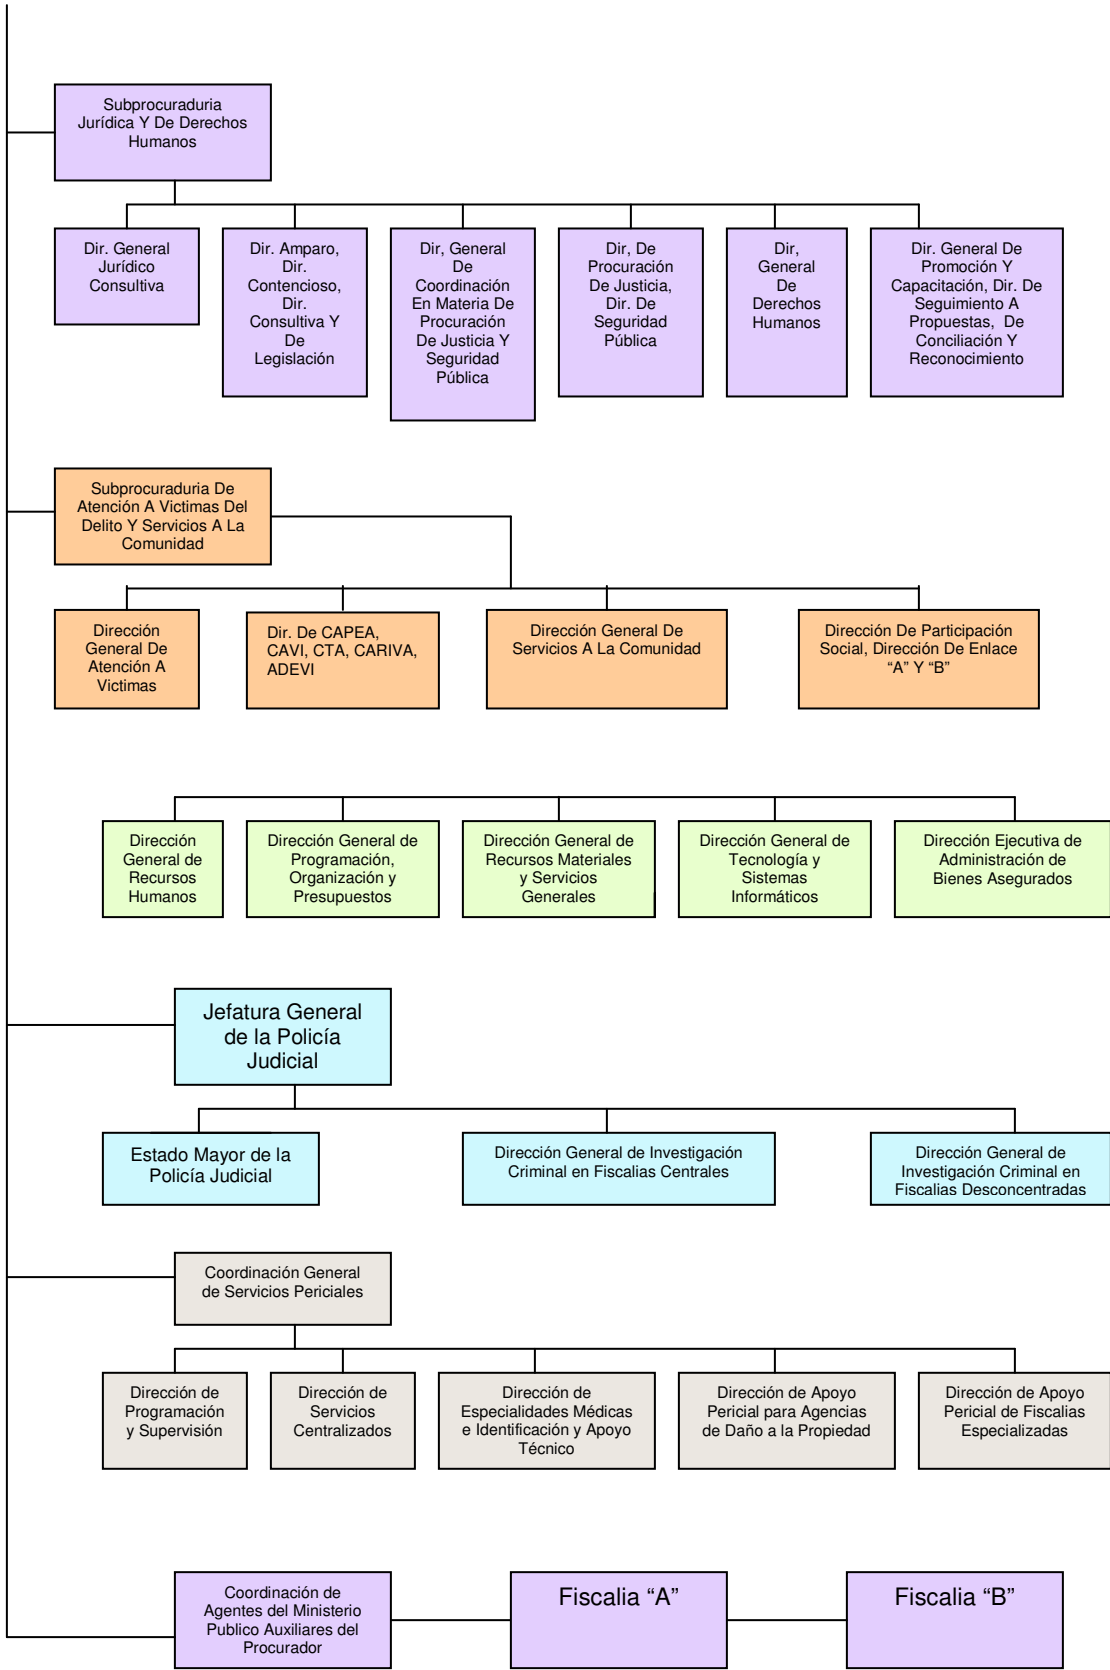 Subprocuraduria
Jurídica Y De Derechos
Humanos
Dir. General
Jurídico
Consultiva
Dir. Amparo,
Dir.
Contencioso,
Dir.
Consultiva Y
De
Legislación
Dir, General
De
Coordinación
En Materia De
Procuración
De Justicia Y
Seguridad
Pública
Dir, De
Procuración
De Justicia,
Dir. De
Seguridad
Pública
Dir,
General
De
Derechos
Humanos
Dir. General De
Promoción Y
Capacitación, Dir. De
Seguimiento A
Propuestas, De
Conciliación Y
Reconocimiento
Subprocuraduria De
Atención A Victimas Del
Delito Y Servicios A La
Comunidad
Dirección
General De
Atención A
Victimas
Dir. De CAPEA,
CAVI, CTA, CARIVA,
ADEVI
Dirección General De
Servicios A La Comunidad
Dirección De Participación
Social, Dirección De Enlace
“A” Y “B”
Dirección
General de
Recursos
Humanos
Dirección General de
Programación,
Organización y
Presupuestos
Dirección General de
Recursos Materiales
y Servicios
Generales
Dirección General de
Tecnología y
Sistemas
Informáticos
Dirección Ejecutiva de
Administración de
Bienes Asegurados
Jefatura General
de la Policía
Judicial
Estado Mayor de la
Policía Judicial
Dirección General de Investigación
Criminal en Fiscalias Centrales
Dirección General de
Investigación Criminal en
Fiscalias Desconcentradas
Coordinación General
de Servicios Periciales
Dirección de
Programación
y Supervisión
Dirección de
Servicios
Centralizados
Dirección de
Especialidades Médicas
e Identificación y Apoyo
Técnico
Dirección de Apoyo
Pericial para Agencias
de Daño a la Propiedad
Dirección de Apoyo
Pericial de Fiscalias
Especializadas
Coordinación de
Agentes del Ministerio
Publico Auxiliares del
Procurador
Fiscalia “A”
Fiscalia “B”